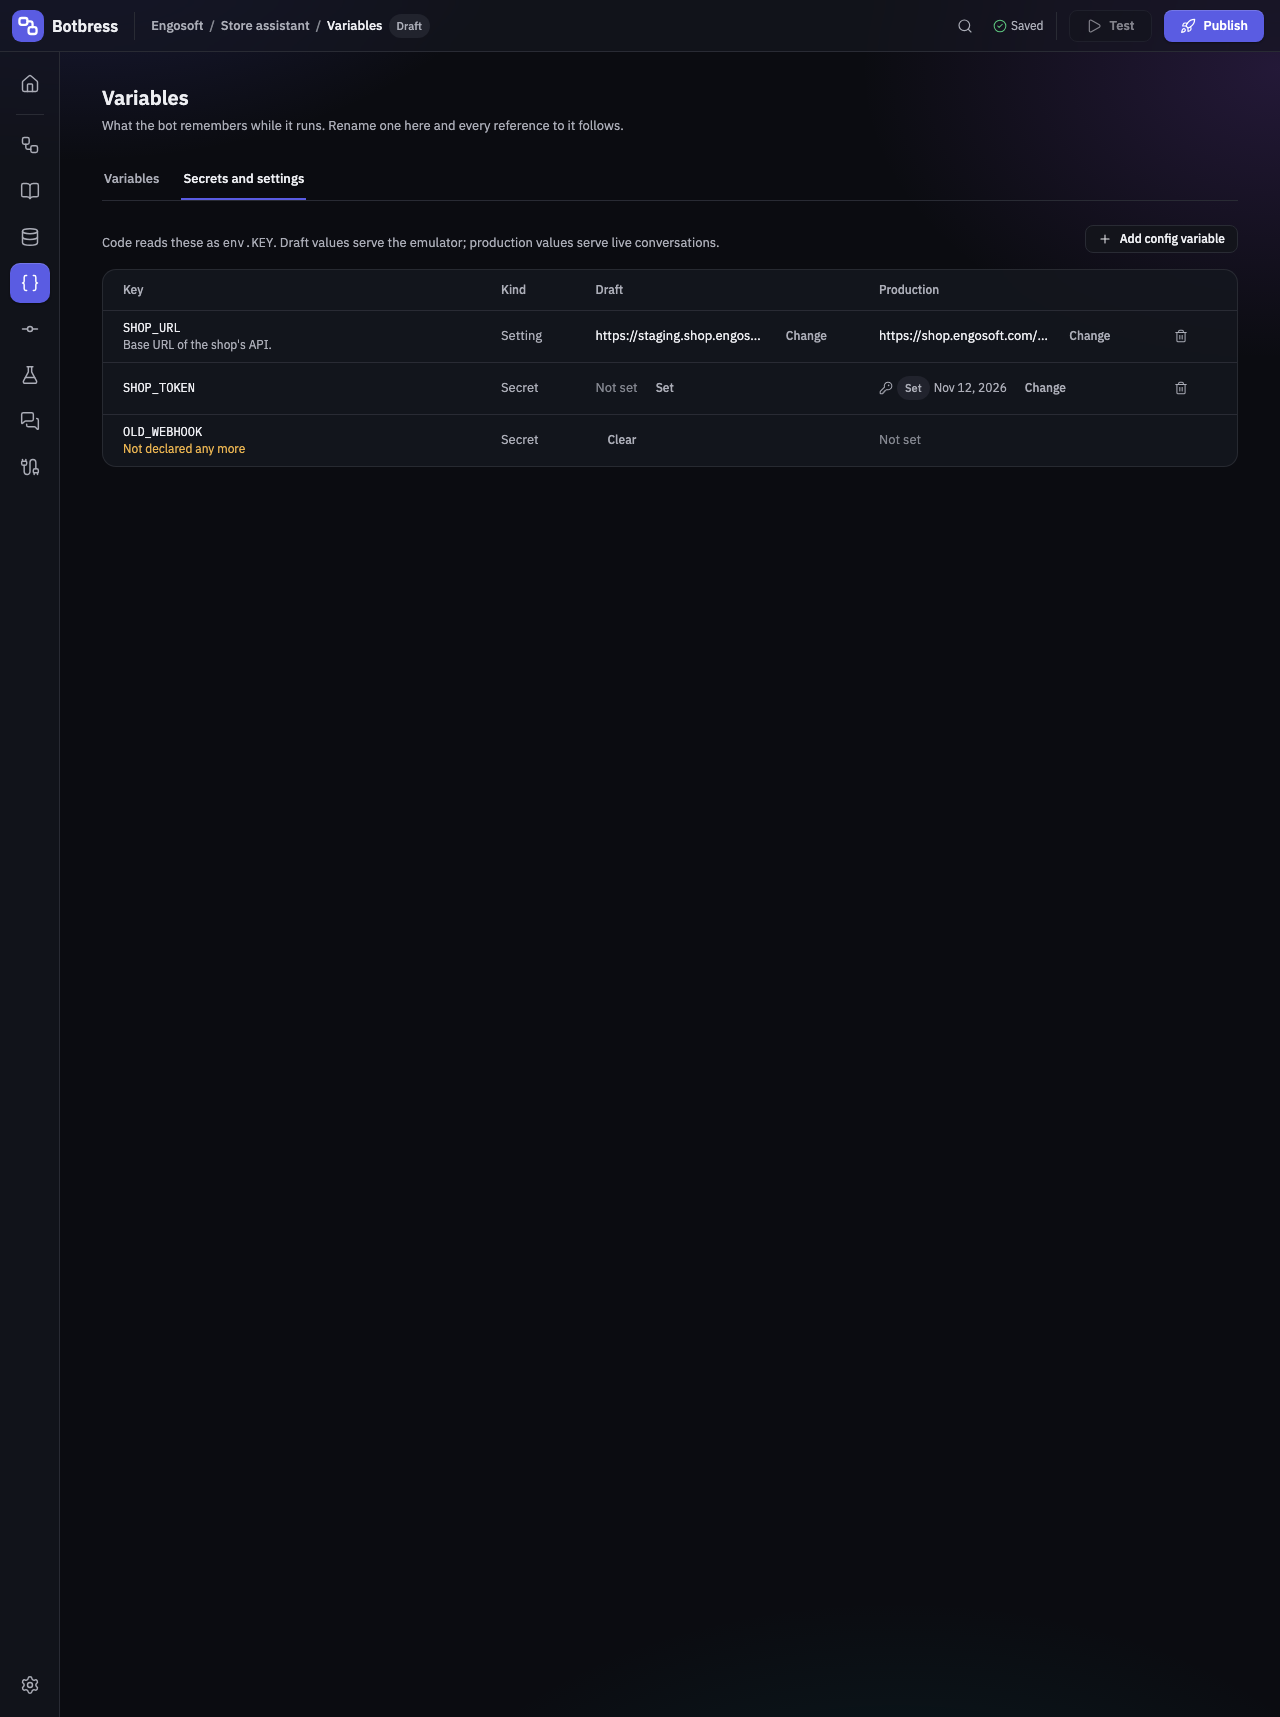 Botbress
Engosoft / Store assistant / Variables Draft
Saved
Test
Publish
Variables
What the bot remembers while it runs. Rename one here and every reference to it follows.
Variables Secrets and settings
Code reads these as env.KEY. Draft values serve the emulator; production values serve live conversations.
Add config variable
Key Kind Draft Production
SHOP_URL
Base URL of the shop's API.
Setting https://staging.shop.engos... Change https://shop.engosoft.com/... Change
SHOP_TOKEN Secret Not set Set Set Nov 12, 2026 Change
OLD_WEBHOOK
Not declared any more
Secret Clear Not set